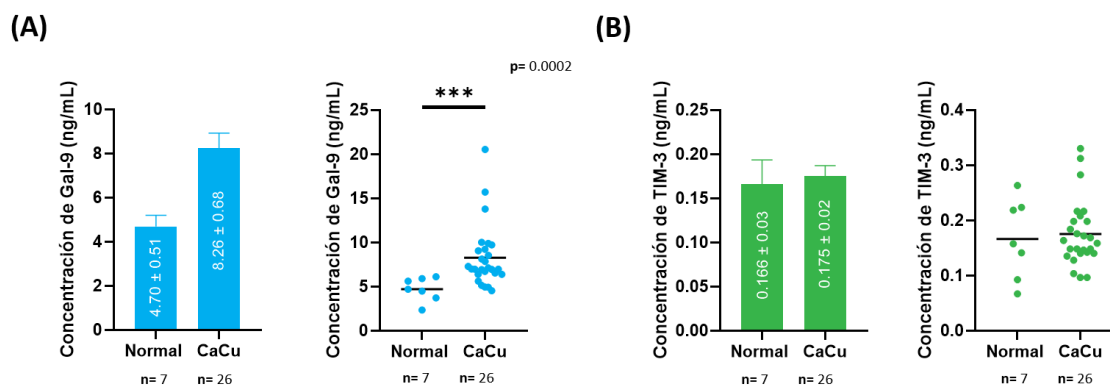 (A)
(B)
p= 0.0002
Concentración de Gal-9 (ng/mL)
10
8
6
4
2
0
4.70 ± 0.51
8.26 ± 0.68
Normal CaCu
n= 7 n= 26
Concentración de Gal-9 (ng/mL)
25
20
15
10
5
0
***
Normal CaCu
n= 7 n= 26
Concentración de TIM-3 (ng/mL)
0.25
0.20
0.15
0.10
0.05
0.00
0.166 ± 0.03
0.175 ± 0.02
Normal CaCu
n= 7 n= 26
Concentración de TIM-3 (ng/mL)
0.4
0.3
0.2
0.1
0.0
Normal CaCu
n= 7 n= 26